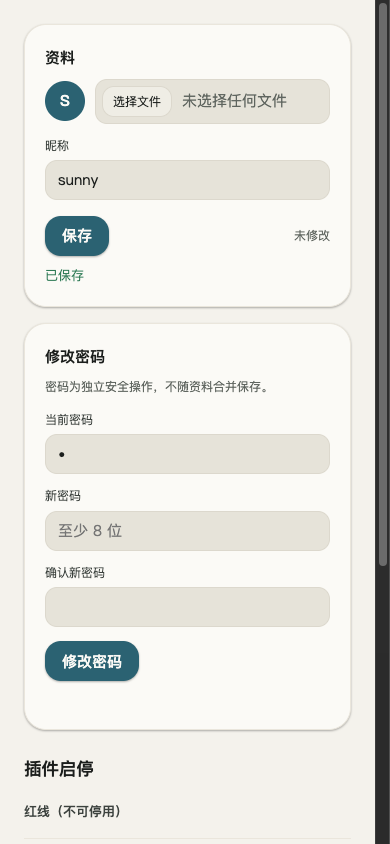 资料
S
选择文件 未选择任何文件
昵称
sunny
保存
未修改
已保存
修改密码
密码为独立安全操作，不随资料合并保存。
当前密码
•
新密码
至少 8 位
确认新密码
修改密码
插件启停
红线（不可停用）